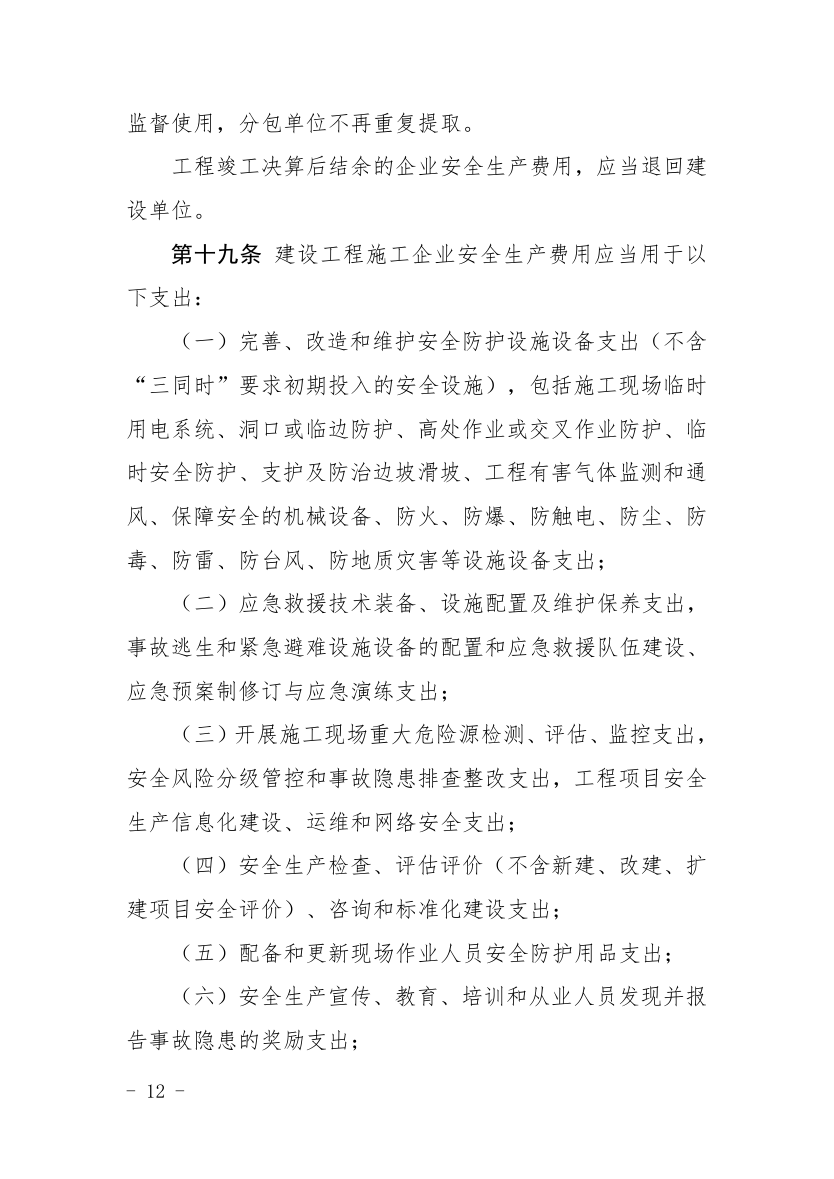 监督使用，分包单位不再重复提取。
工程竣工决算后结余的企业安全生产费用，应当退回建
设单位。
第十九条 建设工程施工企业安全生产费用应当用于以
下支出：
（一）完善、改造和维护安全防护设施设备支出（不含
“三同时”要求初期投入的安全设施），包括施工现场临时
用电系统、洞口或临边防护、高处作业或交叉作业防护、临
时安全防护、支护及防治边坡滑坡、工程有害气体监测和通
风、保障安全的机械设备、防火、防爆、防触电、防尘、防
毒、防雷、防台风、防地质灾害等设施设备支出；
（二）应急救援技术装备、设施配置及维护保养支出，
事故逃生和紧急避难设施设备的配置和应急救援队伍建设、
应急预案制修订与应急演练支出；
（三）开展施工现场重大危险源检测、评估、监控支出，
安全风险分级管控和事故隐患排查整改支出，工程项目安全
生产信息化建设、运维和网络安全支出；
（四）安全生产检查、评估评价（不含新建、改建、扩
建项目安全评价）、咨询和标准化建设支出；
（五）配备和更新现场作业人员安全防护用品支出；
（六）安全生产宣传、教育、培训和从业人员发现并报
告事故隐患的奖励支出；
- 12 -